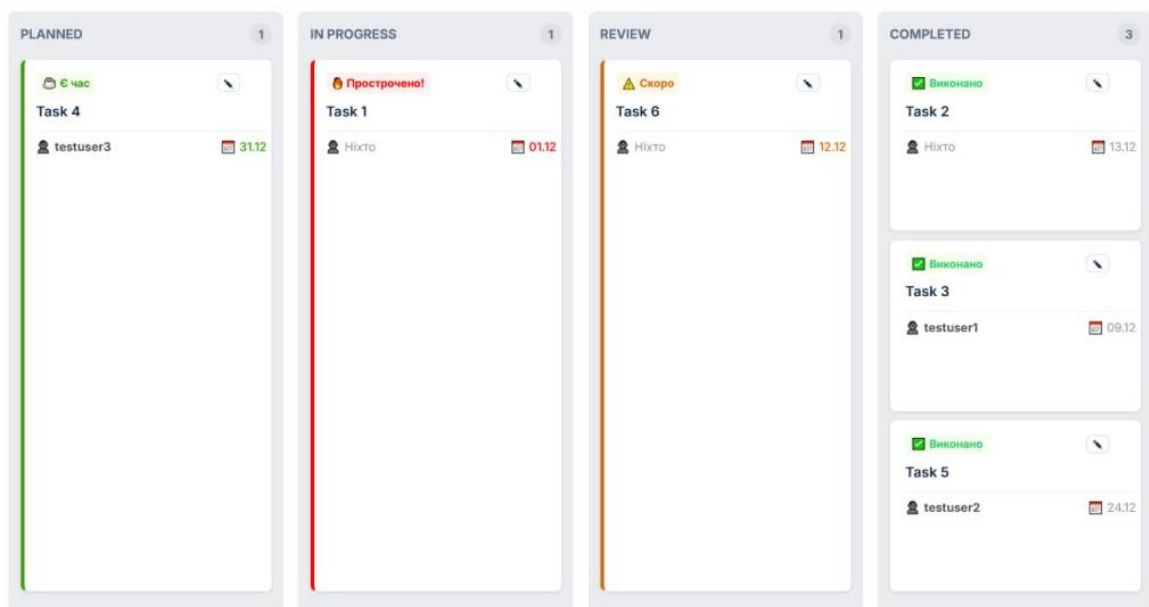 PLANNED 1
Є час
Task 4
testuser3 31.12
IN PROGRESS 1
Прострочено!
Task 1
Ніхто 01.12
REVIEW 1
Скоро
Task 6
Ніхто 12.12
COMPLETED 3
Виконано
Task 2
Ніхто 13.12
Виконано
Task 3
testuser1 09.12
Виконано
Task 5
testuser2 24.12